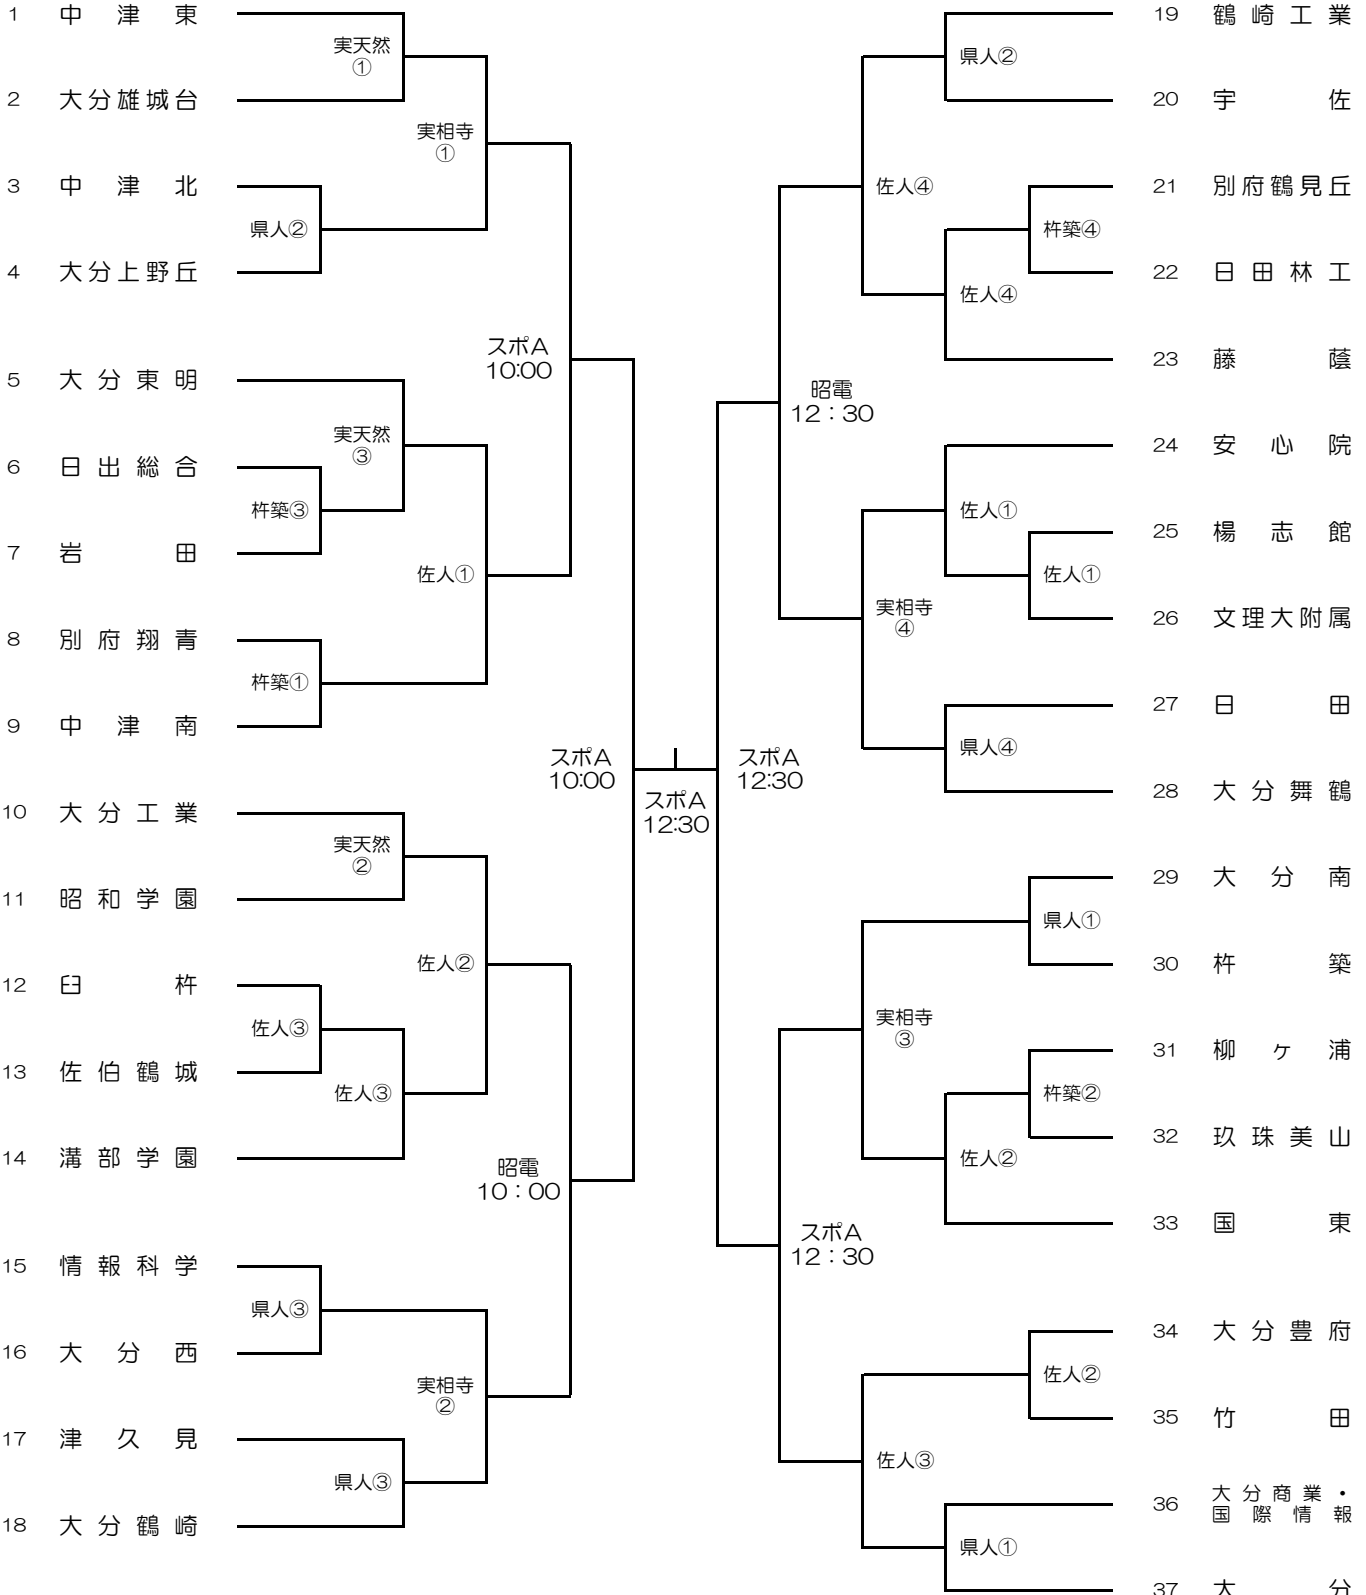 1 中津東
実天然
①
2 大分雄城台
実相寺
①
3 中津北
県人②
4 大分上野丘
スポA
10:00
5 大分東明
実天然
③
6 日出総合
杵築③
7 岩田
佐人①
8 別府翔青
杵築①
9 中津南
スポA
10:00
10 大分工業
実天然
②
11 昭和学園
佐人②
12 臼杵
佐人③
13 佐伯鶴城
佐人③
14 溝部学園
昭電
10：00
15 情報科学
県人③
16 大分西
実相寺
②
17 津久見
県人③
18 大分鶴崎
スポA
12:30
19 鶴崎工業
県人②
20 宇佐
佐人④
21 別府鶴見丘
杵築④
22 日田林工
佐人④
23 藤蔭
昭電
12：30
24 安心院
佐人①
25 楊志館
佐人①
26 文理大附属
実相寺
④
27 日田
県人④
28 大分舞鶴
スポA
12:30
29 大分南
県人①
30 杵築
実相寺
③
31 柳ヶ浦
杵築②
32 玖珠美山
佐人②
33 国東
スポA
12：30
34 大分豊府
佐人②
35 竹田
佐人③
36 大分商業・
国際情報
県人①
37 大分